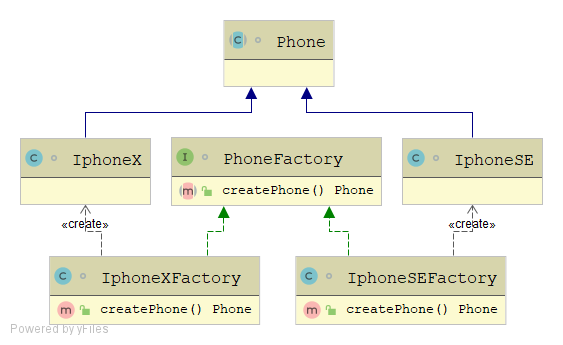 Phone
IphoneX
PhoneFactory
IphoneSE
createPhone() Phone
«create»
«create»
IphoneXFactory
IphoneSEFactory
createPhone() Phone
createPhone() Phone
Powered by yFiles